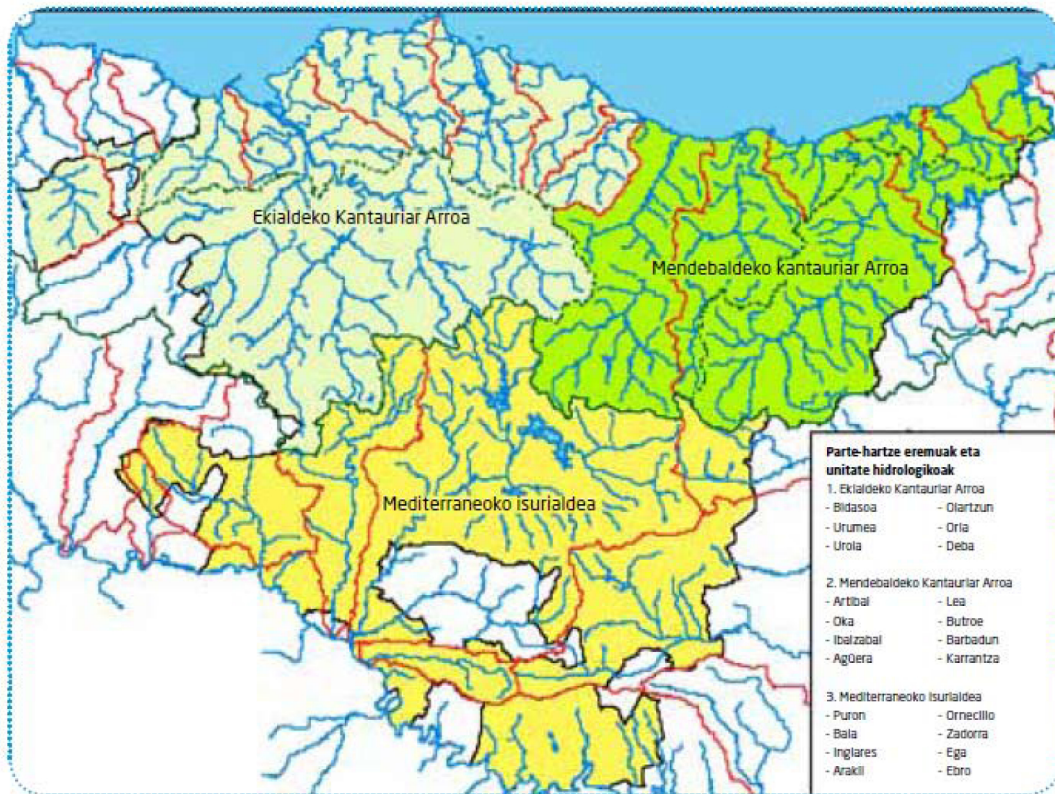 Ekialdeko Kantauriar Arroa
Mendebaldeko kantauriar Arroa
Mediterraneoko isurialdea
Parte-hartze eremuak eta
unitate hidrologikoak
1. Ekialdeko Kantauriar Arroa
- Bidasoa - Oiartzun
- Urumea - Oria
- Urola - Deba
2. Mendebaldeko Kantauriar Arroa
- Artibai - Lea
- Oka - Butroe
- Ibaizabal - Barbadun
- Agüera - Karrantza
3. Mediterraneoko Isurialdea
- Puron - Omecillo
- Baia - Zadorra
- Inglares - Ega
- Arakil - Ebro